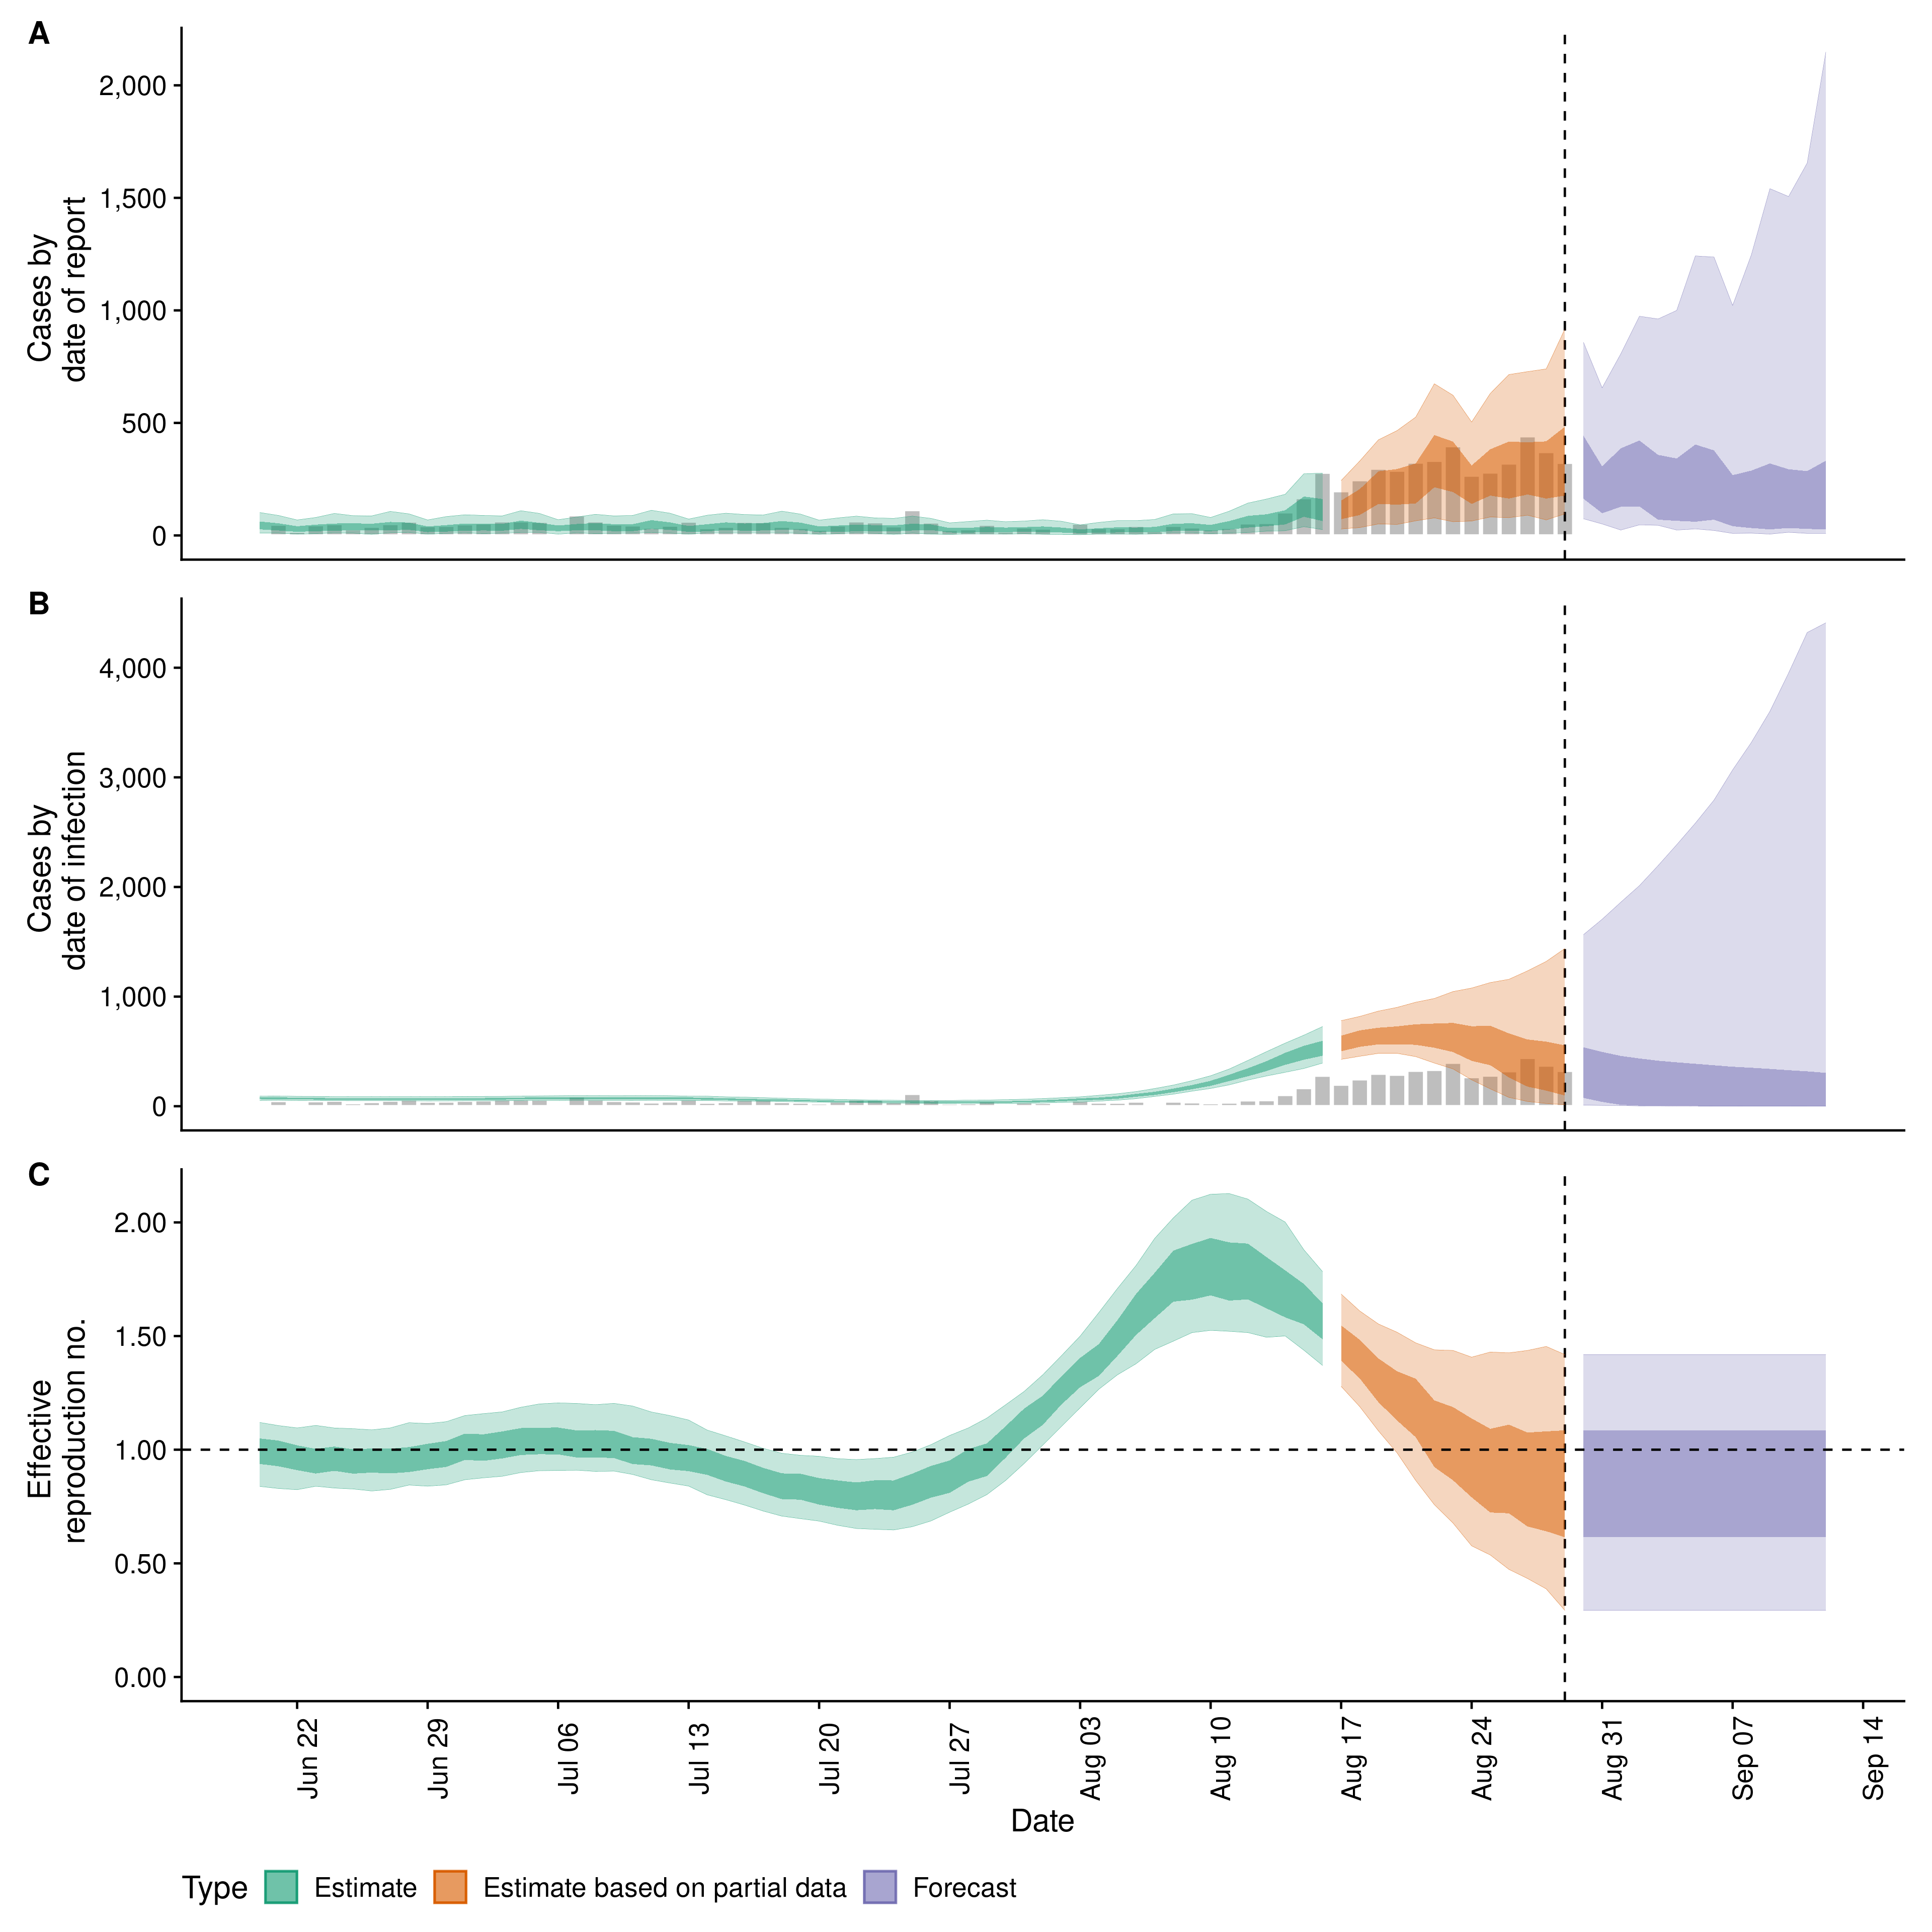 A
2,000
1,500
1,000
500
0
Cases by
date of report
B
4,000
3,000
2,000
1,000
0
Cases by
date of infection
C
2.00
1.50
1.00
0.50
0.00
Effective
reproduction no.
Jun 22
Jun 29
Jul 06
Jul 13
Jul 20
Jul 27
Aug 03
Aug 10
Aug 17
Aug 24
Aug 31
Sep 07
Sep 14
Date
Type Estimate Estimate based on partial data Forecast